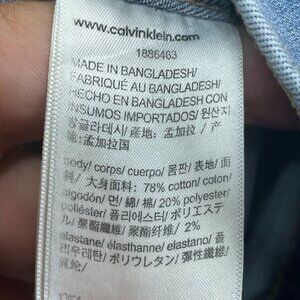 www.calvinklein.com
1886463
MADE IN BANGLADESH/
FABRIQUÉ AU BANGLADESH/
HECHO EN BANGLADESH CON
INSUMOS IMPORTADOS/ 원산지
방글라데시/ 產地: 孟加拉 / 产
地: 孟加拉国
body/ corps/ cuerpo/ 몸판/ 表地/ 面
料/ 大身面料: 78% cotton/ coton/
algodón/ 면/ 綿/ 棉/ 20% polyester/
poliéster/ 폴리에스터/ ポリエステ
ル/ 聚酯纖維/ 聚酯纤维/ 2%
elastane/ élasthanne/ elastano/ 폴
리우레탄/ ポリウレタン/ 彈性纖維/